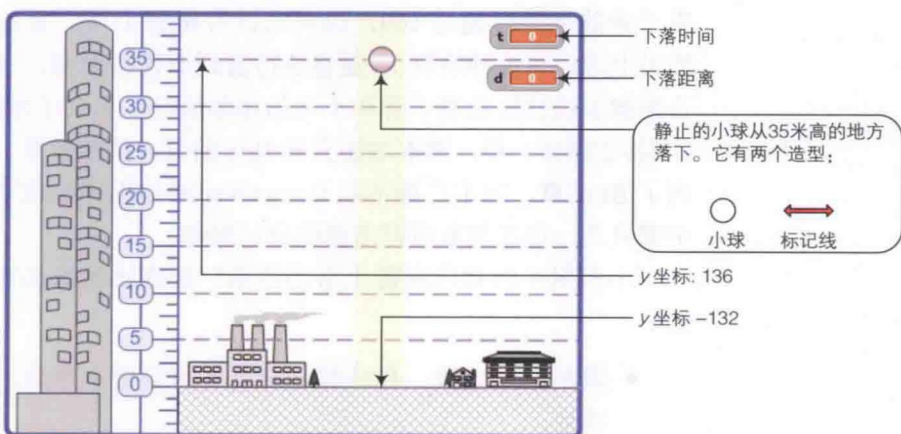 35
30
25
20
15
10
5
0
t 0
d 0
下落时间
下落距离
静止的小球从35米高的地方
落下。它有两个造型：
小球 标记线
y 坐标: 136
y 坐标 –132